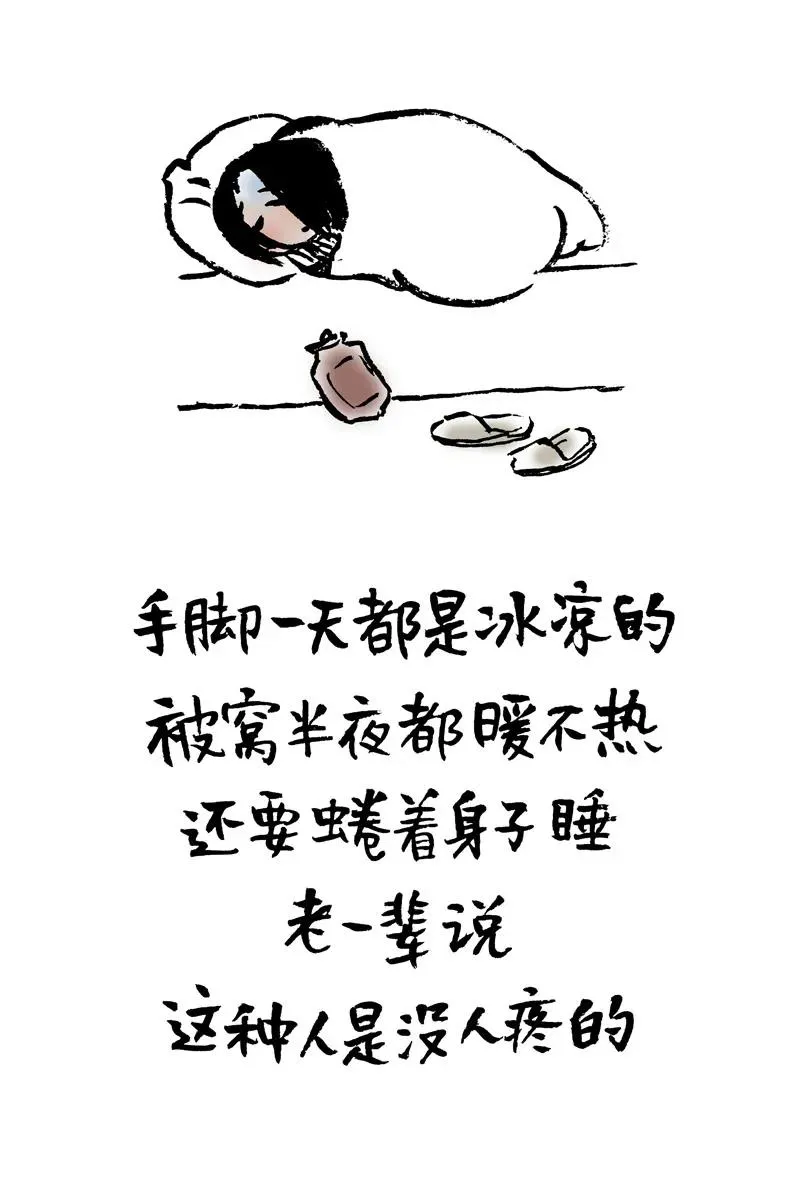 手脚一天都是冰凉的
被窝半夜都暖不热
还要蜷着身子睡
老一辈说
这种人是没人疼的